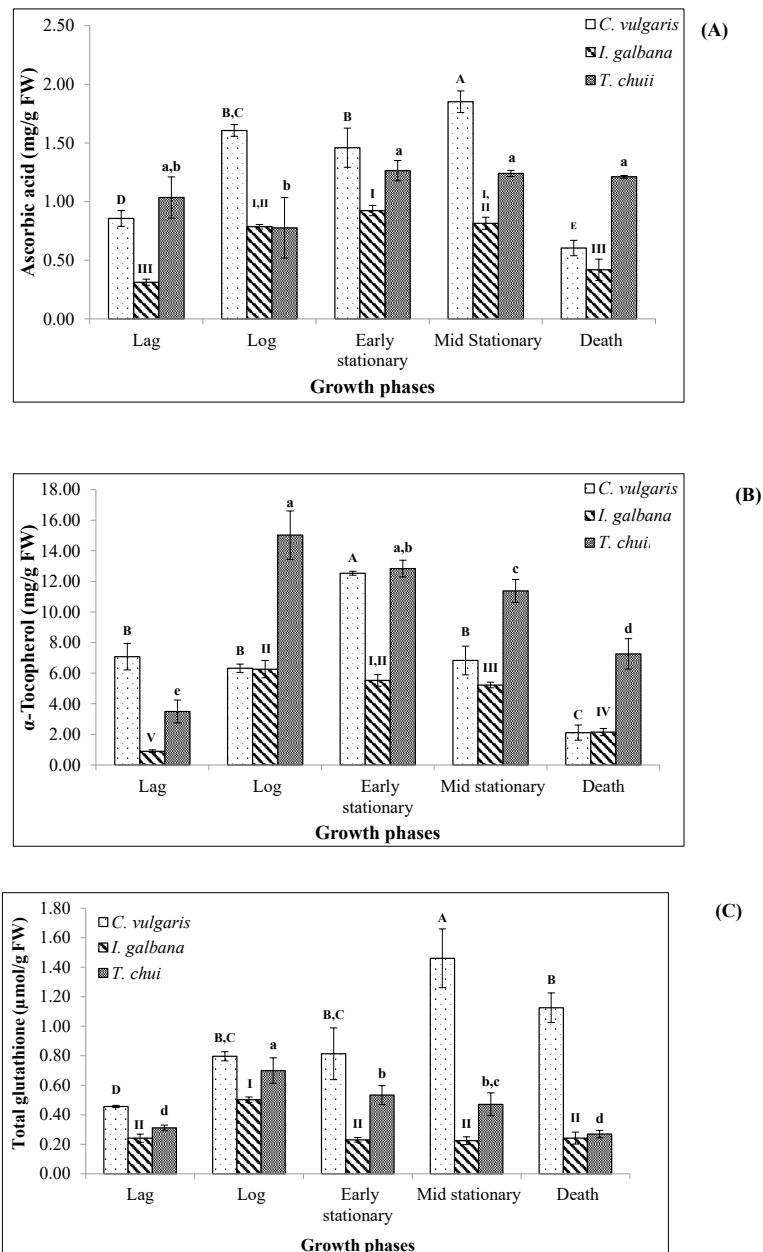 (A)
2.50
2.00
1.50
1.00
0.50
0.00
Ascorbic acid (mg/g FW)
C. vulgaris
I. galbana
T. chuii
D
III
a,b
B,C
I,II
b
B
I
a
A
I,
II
a
E
III
a
Lag
Log
Early
stationary
Mid Stationary
Death
Growth phases
(B)
18.00
16.00
14.00
12.00
10.00
8.00
6.00
4.00
2.00
0.00
α-Tocopherol (mg/g FW)
C. vulgaris
I. galbana
T. chui
B
V
e
B
II
a
A
I,II
a,b
B
III
c
C
IV
d
Lag
Log
Early
stationary
Mid stationary
Death
Growth phases
(C)
1.80
1.60
1.40
1.20
1.00
0.80
0.60
0.40
0.20
0.00
Total glutathione (µmol/g FW)
C. vulgaris
I. galbana
T. chui
D
II
d
B,C
I
a
B,C
II
b
A
II
b,c
B
II
d
Lag
Log
Early
stationary
Mid stationary
Death
Growth phases